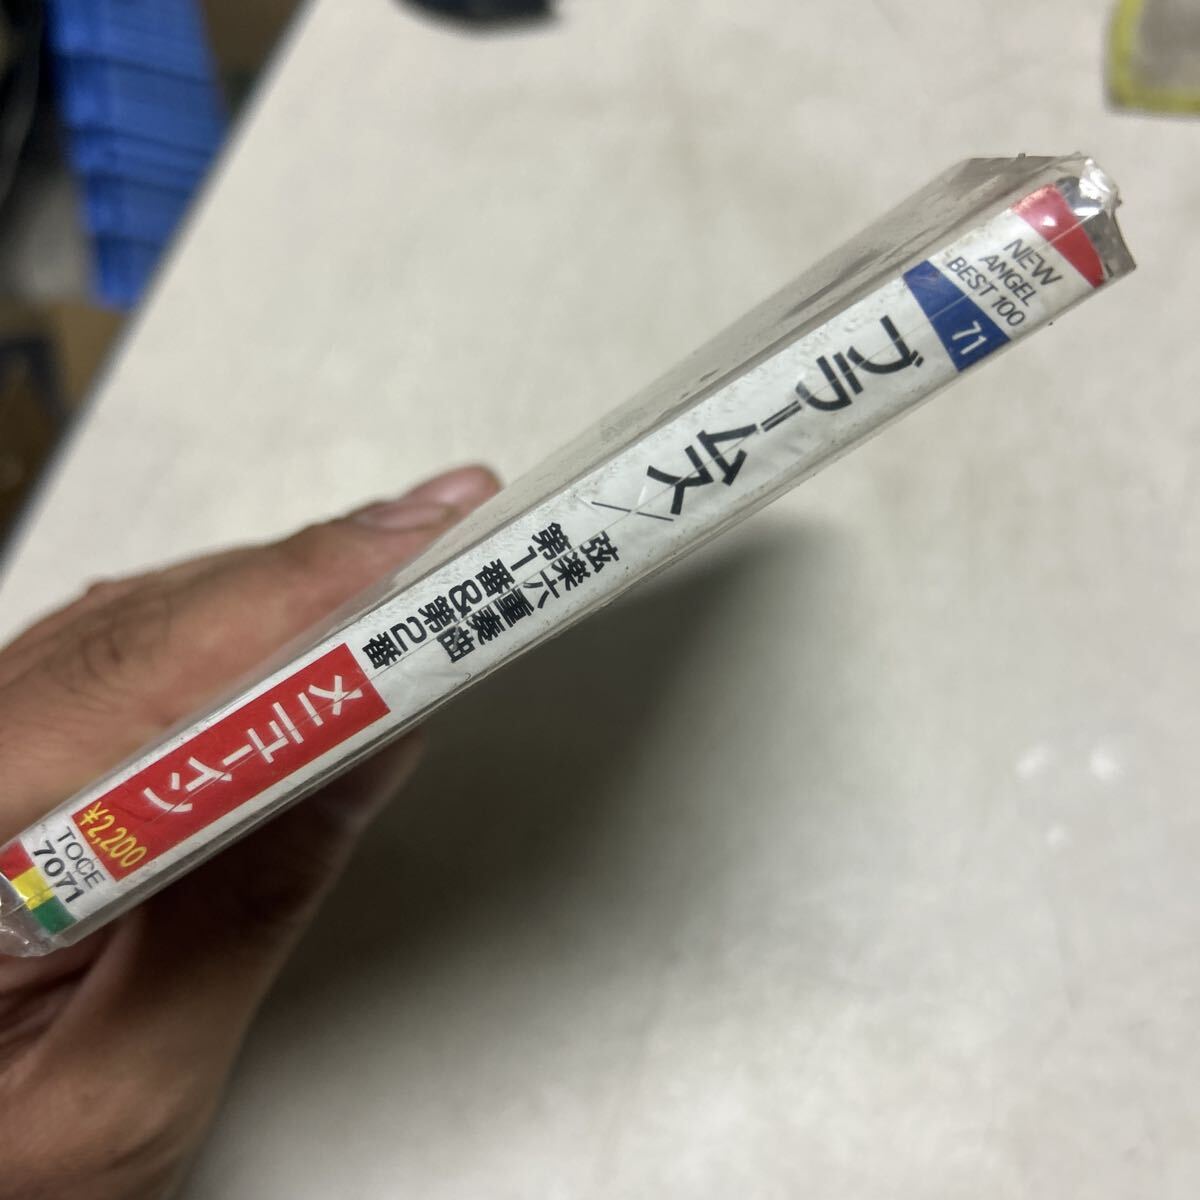 NEW
ANGEL
BEST 100
71
ブラームス/
弦楽六重奏曲
第1番&第2番
メニューイン
¥2,200
TOCE
7071